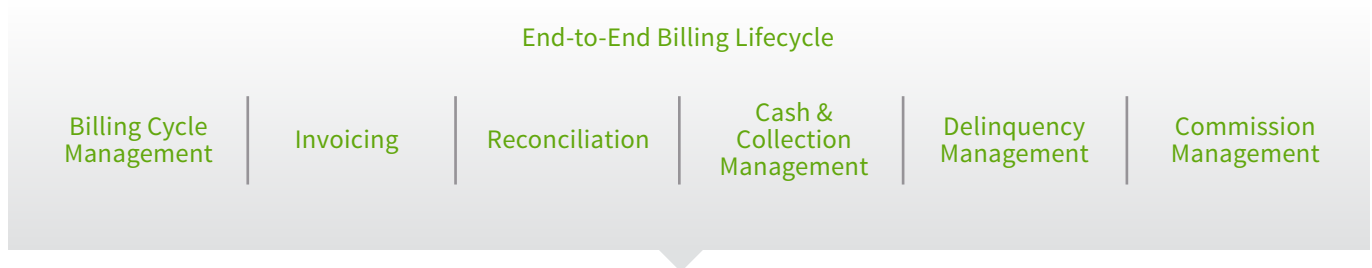 End-to-End Billing Lifecycle
Billing Cycle
Management
Invoicing
Reconciliation
Cash &
Collection
Management
Delinquency
Management
Commission
Management